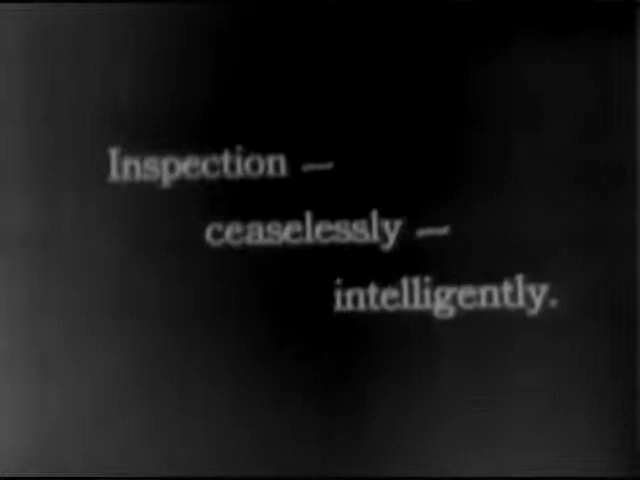 Inspection —
ceaselessly —
intelligently.